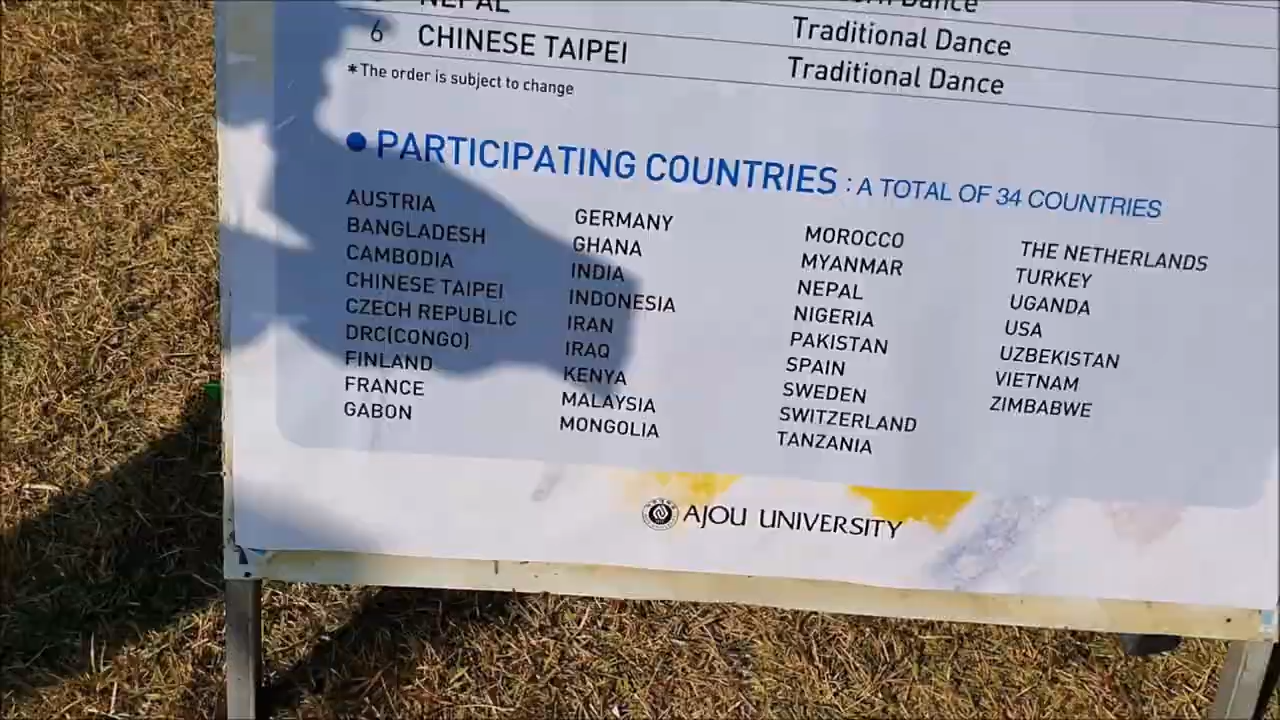 NEPAL
Dance
6 CHINESE TAIPEI Traditional Dance
Traditional Dance
*The order is subject to change
● PARTICIPATING COUNTRIES : A TOTAL OF 34 COUNTRIES
AUSTRIA
BANGLADESH
CAMBODIA
CHINESE TAIPEI
CZECH REPUBLIC
DRC(CONGO)
FINLAND
FRANCE
GABON
GERMANY
GHANA
INDIA
INDONESIA
IRAN
IRAQ
KENYA
MALAYSIA
MONGOLIA
MOROCCO
MYANMAR
NEPAL
NIGERIA
PAKISTAN
SPAIN
SWEDEN
SWITZERLAND
TANZANIA
THE NETHERLANDS
TURKEY
UGANDA
USA
UZBEKISTAN
VIETNAM
ZIMBABWE
AJOU UNIVERSITY